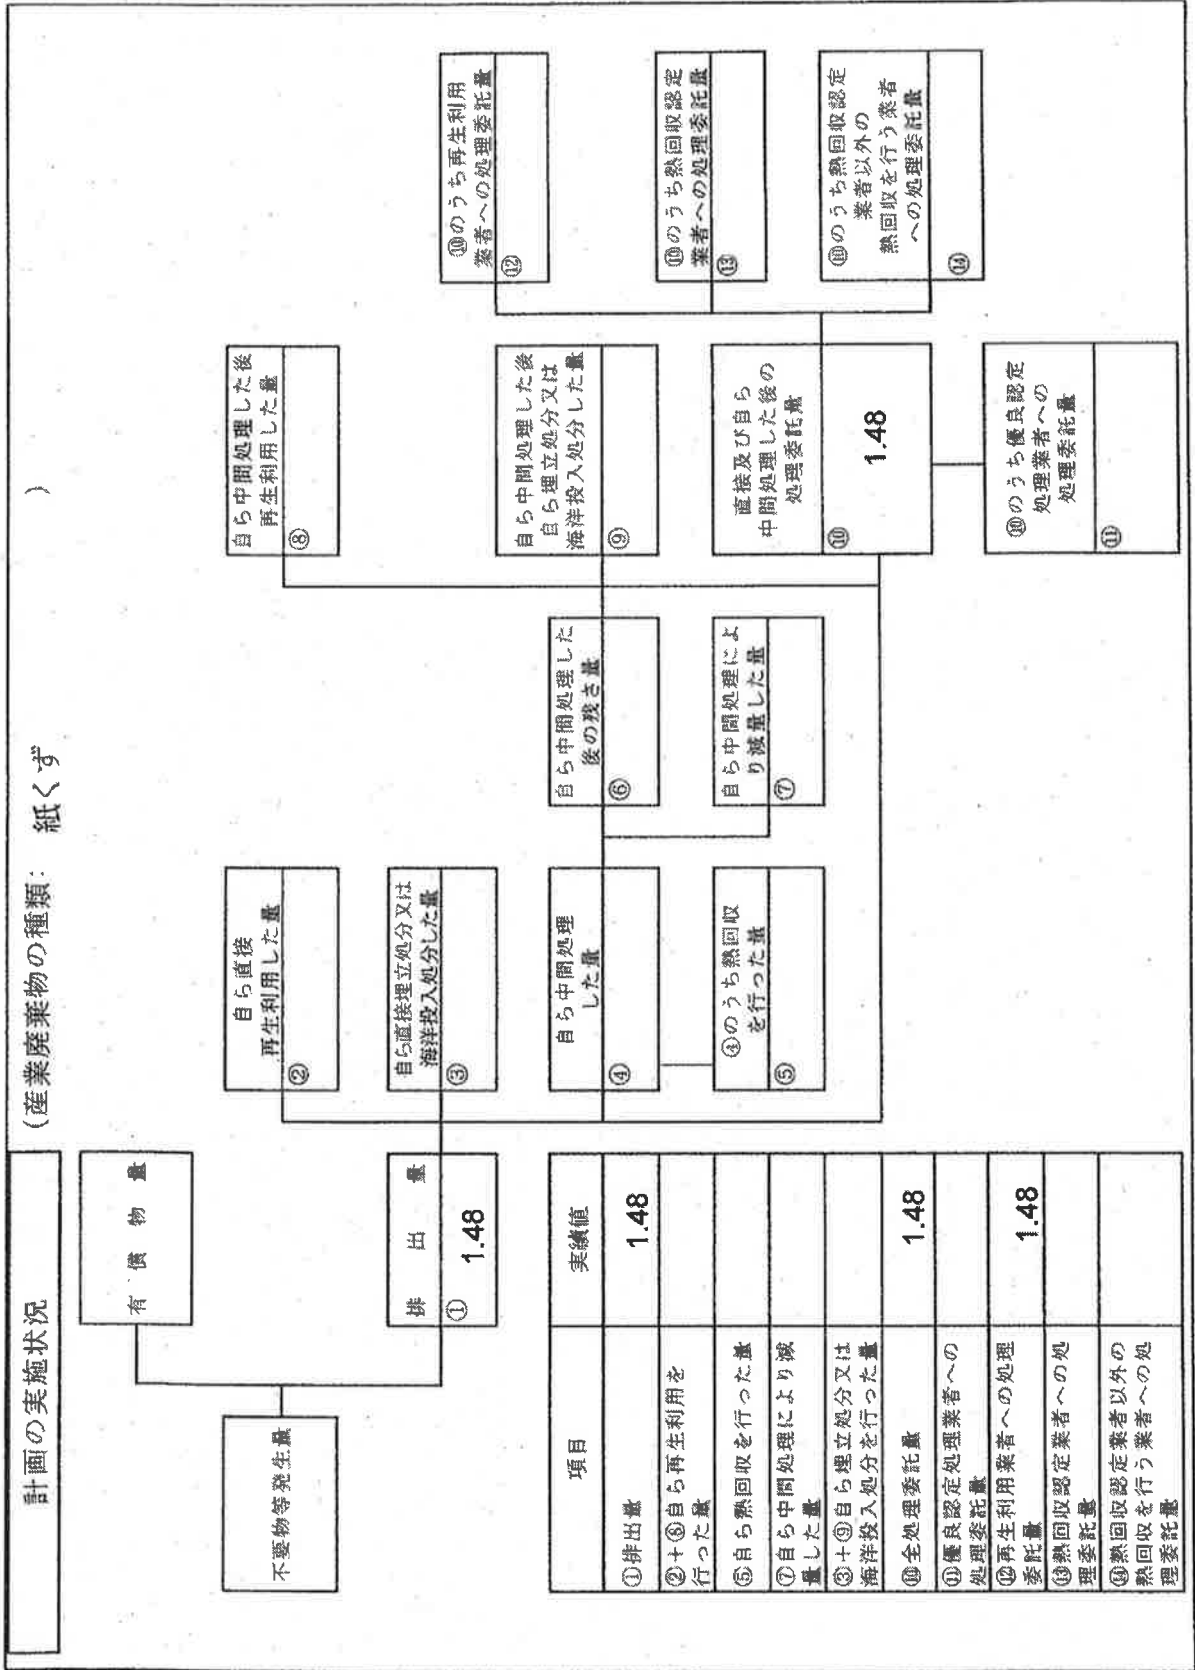 計画の実施状況
(産業廃棄物の種類: 紙くず )
不要物等発生量
有償物量
排出量
① 1.48
自ら直接
再生利用した量
②
自ら直接埋立処分又は
海洋投入処分した量
③
自ら中間処理
した量
④
④のうち熱回収
を行った量
⑤
自ら中間処理した
後の残さ量
⑥
自ら中間処理によ
り減量した量
⑦
自ら中間処理した後
再生利用した量
⑧
自ら中間処理した後
自ら埋立処分又は
海洋投入処分した量
⑨
直接及び自ら
中間処理した後の
処理委託量
⑩ 1.48
⑩のうち優良認定
処理業者への
処理委託量
⑪
⑩のうち再生利用
業者への処理委託量
⑫
⑩のうち熱回収認定
業者への処理委託量
⑬
⑩のうち熱回収認定
業者以外の
熱回収を行う業者
への処理委託量
⑭
項目 実績値
①排出量 1.48
②+⑧自ら再生利用を
行った量
⑤自ら熱回収を行った量
⑦自ら中間処理により減
量した量
③+⑨自ら埋立処分又は
海洋投入処分を行った量
⑩全処理委託量 1.48
⑪優良認定処理業者への
処理委託量
⑫再生利用業者への処理
委託量 1.48
⑬熱回収認定業者への処
理委託量
⑭熱回収認定業者以外の
熱回収を行う業者への処
理委託量